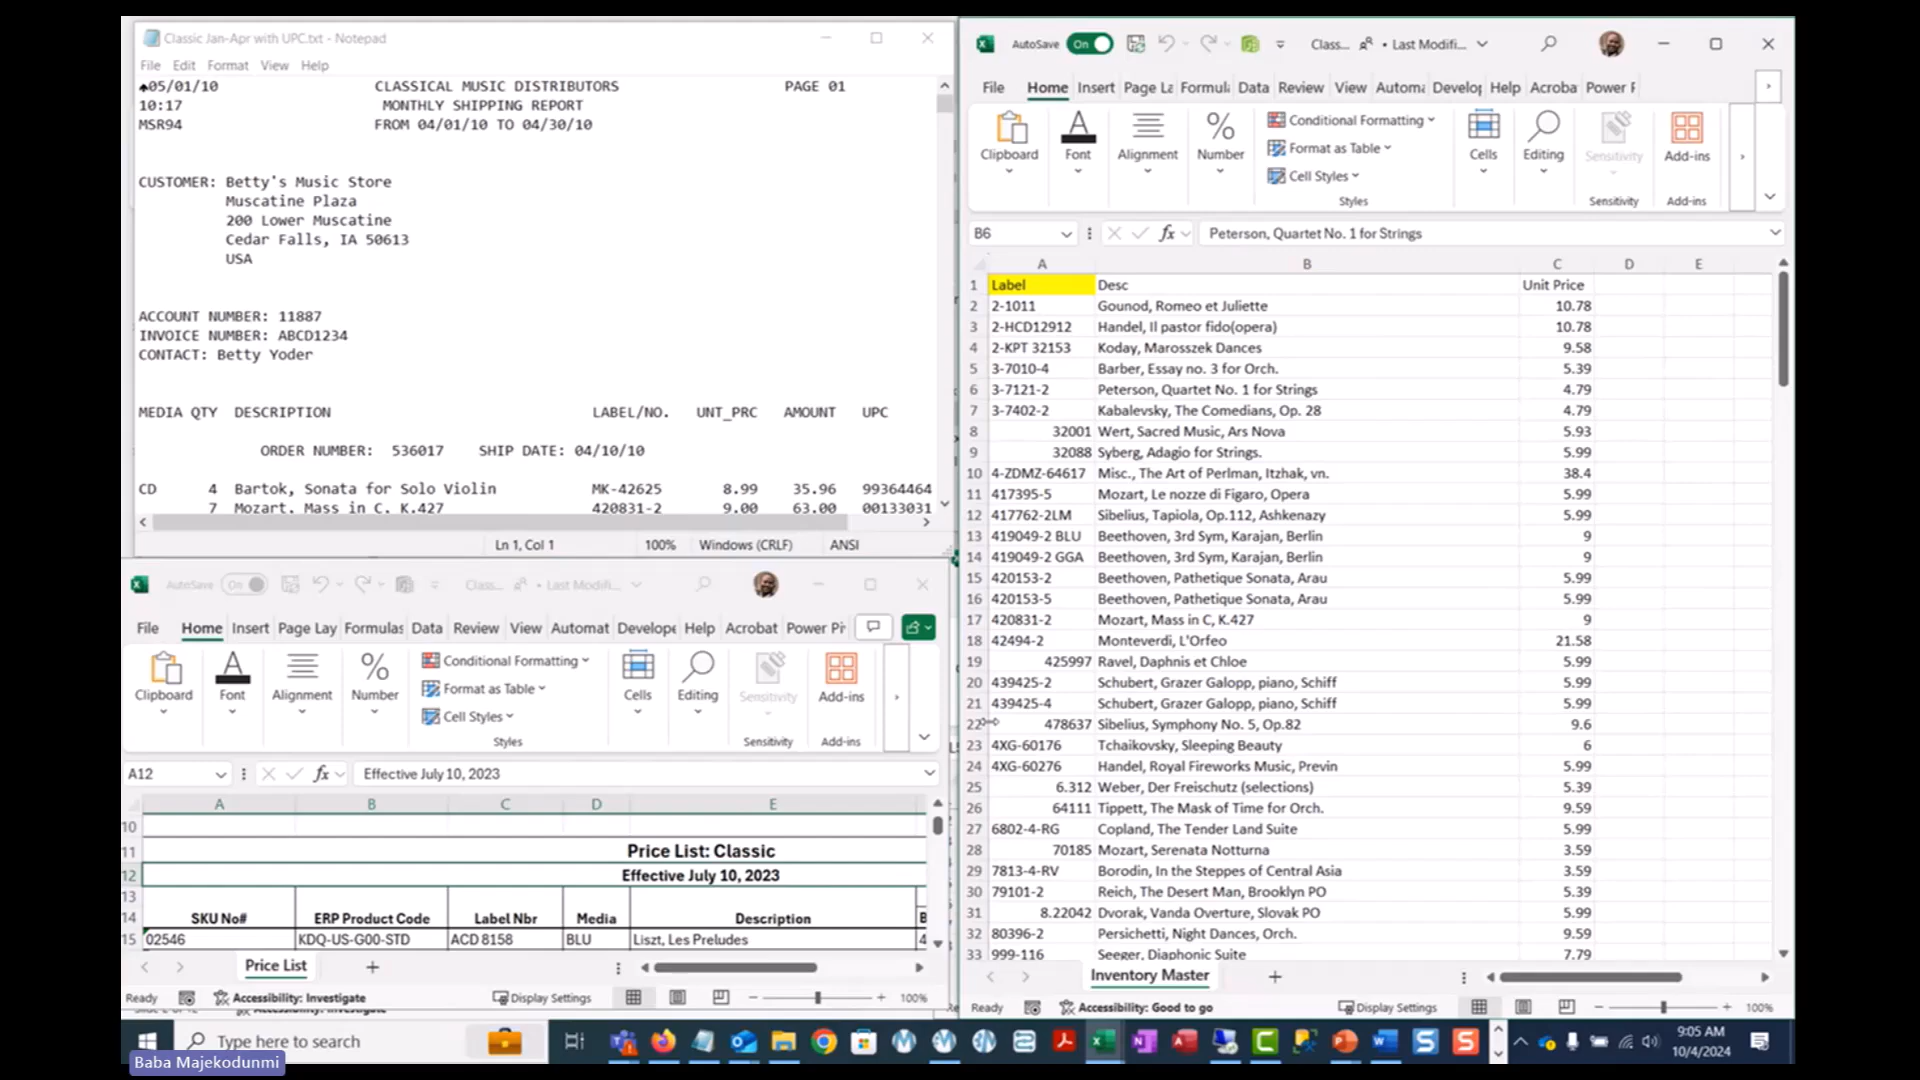 Classic Jan-Apr with UPC.txt - Notepad
File Edit Format View Help
05/01/10 CLASSICAL MUSIC DISTRIBUTORS PAGE 01
10:17 MONTHLY SHIPPING REPORT
MSR94 FROM 04/01/10 TO 04/30/10
CUSTOMER: Betty's Music Store
Muscatine Plaza
200 Lower Muscatine
Cedar Falls, IA 50613
USA
ACCOUNT NUMBER: 11887
INVOICE NUMBER: ABCD1234
CONTACT: Betty Yoder
MEDIA QTY DESCRIPTION LABEL/NO. UNT_PRC AMOUNT UPC
ORDER NUMBER: 536017 SHIP DATE: 04/10/10
CD 4 Bartok, Sonata for Solo Violin MK-42625 8.99 35.96 99364464
7 Mozart, Mass in C, K.427 420831-2 9.00 63.00 00133031
Ln 1, Col 1 100% Windows (CRLF) ANSI
AutoSave On Class... • Last Modifi...
File Home Insert Page Lay Formulas Data Review View Automat Develope Help Acrobat Power Pi
Clipboard Font Alignment Number Conditional Formatting Format as Table Cell Styles Cells Editing Sensitivity Add-ins
Styles Sensitivity Add-ins
A12 fx Effective July 10, 2023
A B C D E
10
11 Price List: Classic
12 Effective July 10, 2023
13
14 SKU No# ERP Product Code Label Nbr Media Description B
15 02546 KDQ-US-G00-STD ACD 8158 BLU Liszt, Les Preludes 4
Price List
Ready Accessibility: Investigate Display Settings 100%
AutoSave On Class... • Last Modifi...
File Home Insert Page La Formula Data Review View Automa Develop Help Acroba Power P
Clipboard Font Alignment Number Conditional Formatting Format as Table Cell Styles Cells Editing Sensitivity Add-ins
Styles Sensitivity Add-ins
B6 fx Peterson, Quartet No. 1 for Strings
A B C D E
1 Label Desc Unit Price
2 2-1011 Gounod, Romeo et Juliette 10.78
3 2-HCD12912 Handel, Il pastor fido(opera) 10.78
4 2-KPT 32153 Koday, Marosszek Dances 9.58
5 3-7010-4 Barber, Essay no. 3 for Orch. 5.39
6 3-7121-2 Peterson, Quartet No. 1 for Strings 4.79
7 3-7402-2 Kabalevsky, The Comedians, Op. 28 4.79
8 32001 Wert, Sacred Music, Ars Nova 5.93
9 32088 Syberg, Adagio for Strings. 5.99
10 4-ZDMZ-64617 Misc., The Art of Perlman, Itzhak, vn. 38.4
11 417395-5 Mozart, Le nozze di Figaro, Opera 5.99
12 417762-2LM Sibelius, Tapiola, Op.112, Ashkenazy 5.99
13 419049-2 BLU Beethoven, 3rd Sym, Karajan, Berlin 9
14 419049-2 GGA Beethoven, 3rd Sym, Karajan, Berlin 9
15 420153-2 Beethoven, Pathetique Sonata, Arau 5.99
16 420153-5 Beethoven, Pathetique Sonata, Arau 5.99
17 420831-2 Mozart, Mass in C, K.427 9
18 42494-2 Monteverdi, L'Orfeo 21.58
19 425997 Ravel, Daphnis et Chloe 5.99
20 439425-2 Schubert, Grazer Galopp, piano, Schiff 5.99
21 439425-4 Schubert, Grazer Galopp, piano, Schiff 5.99
22 478637 Sibelius, Symphony No. 5, Op.82 9.6
23 4XG-60176 Tchaikovsky, Sleeping Beauty 6
24 4XG-60276 Handel, Royal Fireworks Music, Previn 5.99
25 6.312 Weber, Der Freischutz (selections) 5.39
26 64111 Tippett, The Mask of Time for Orch. 9.59
27 6802-4-RG Copland, The Tender Land Suite 5.99
28 70185 Mozart, Serenata Notturna 3.59
29 7813-4-RV Borodin, In the Steppes of Central Asia 3.59
30 79101-2 Reich, The Desert Man, Brooklyn PO 5.39
31 8.22042 Dvorak, Vanda Overture, Slovak PO 5.99
32 80396-2 Persichetti, Night Dances, Orch. 9.59
33 999-116 Seeger, Diaphonic Suite 7.79
Inventory Master
Ready Accessibility: Good to go Display Settings 100%
Type here to search
9:05 AM
10/4/2024
Baba Majekodunmi